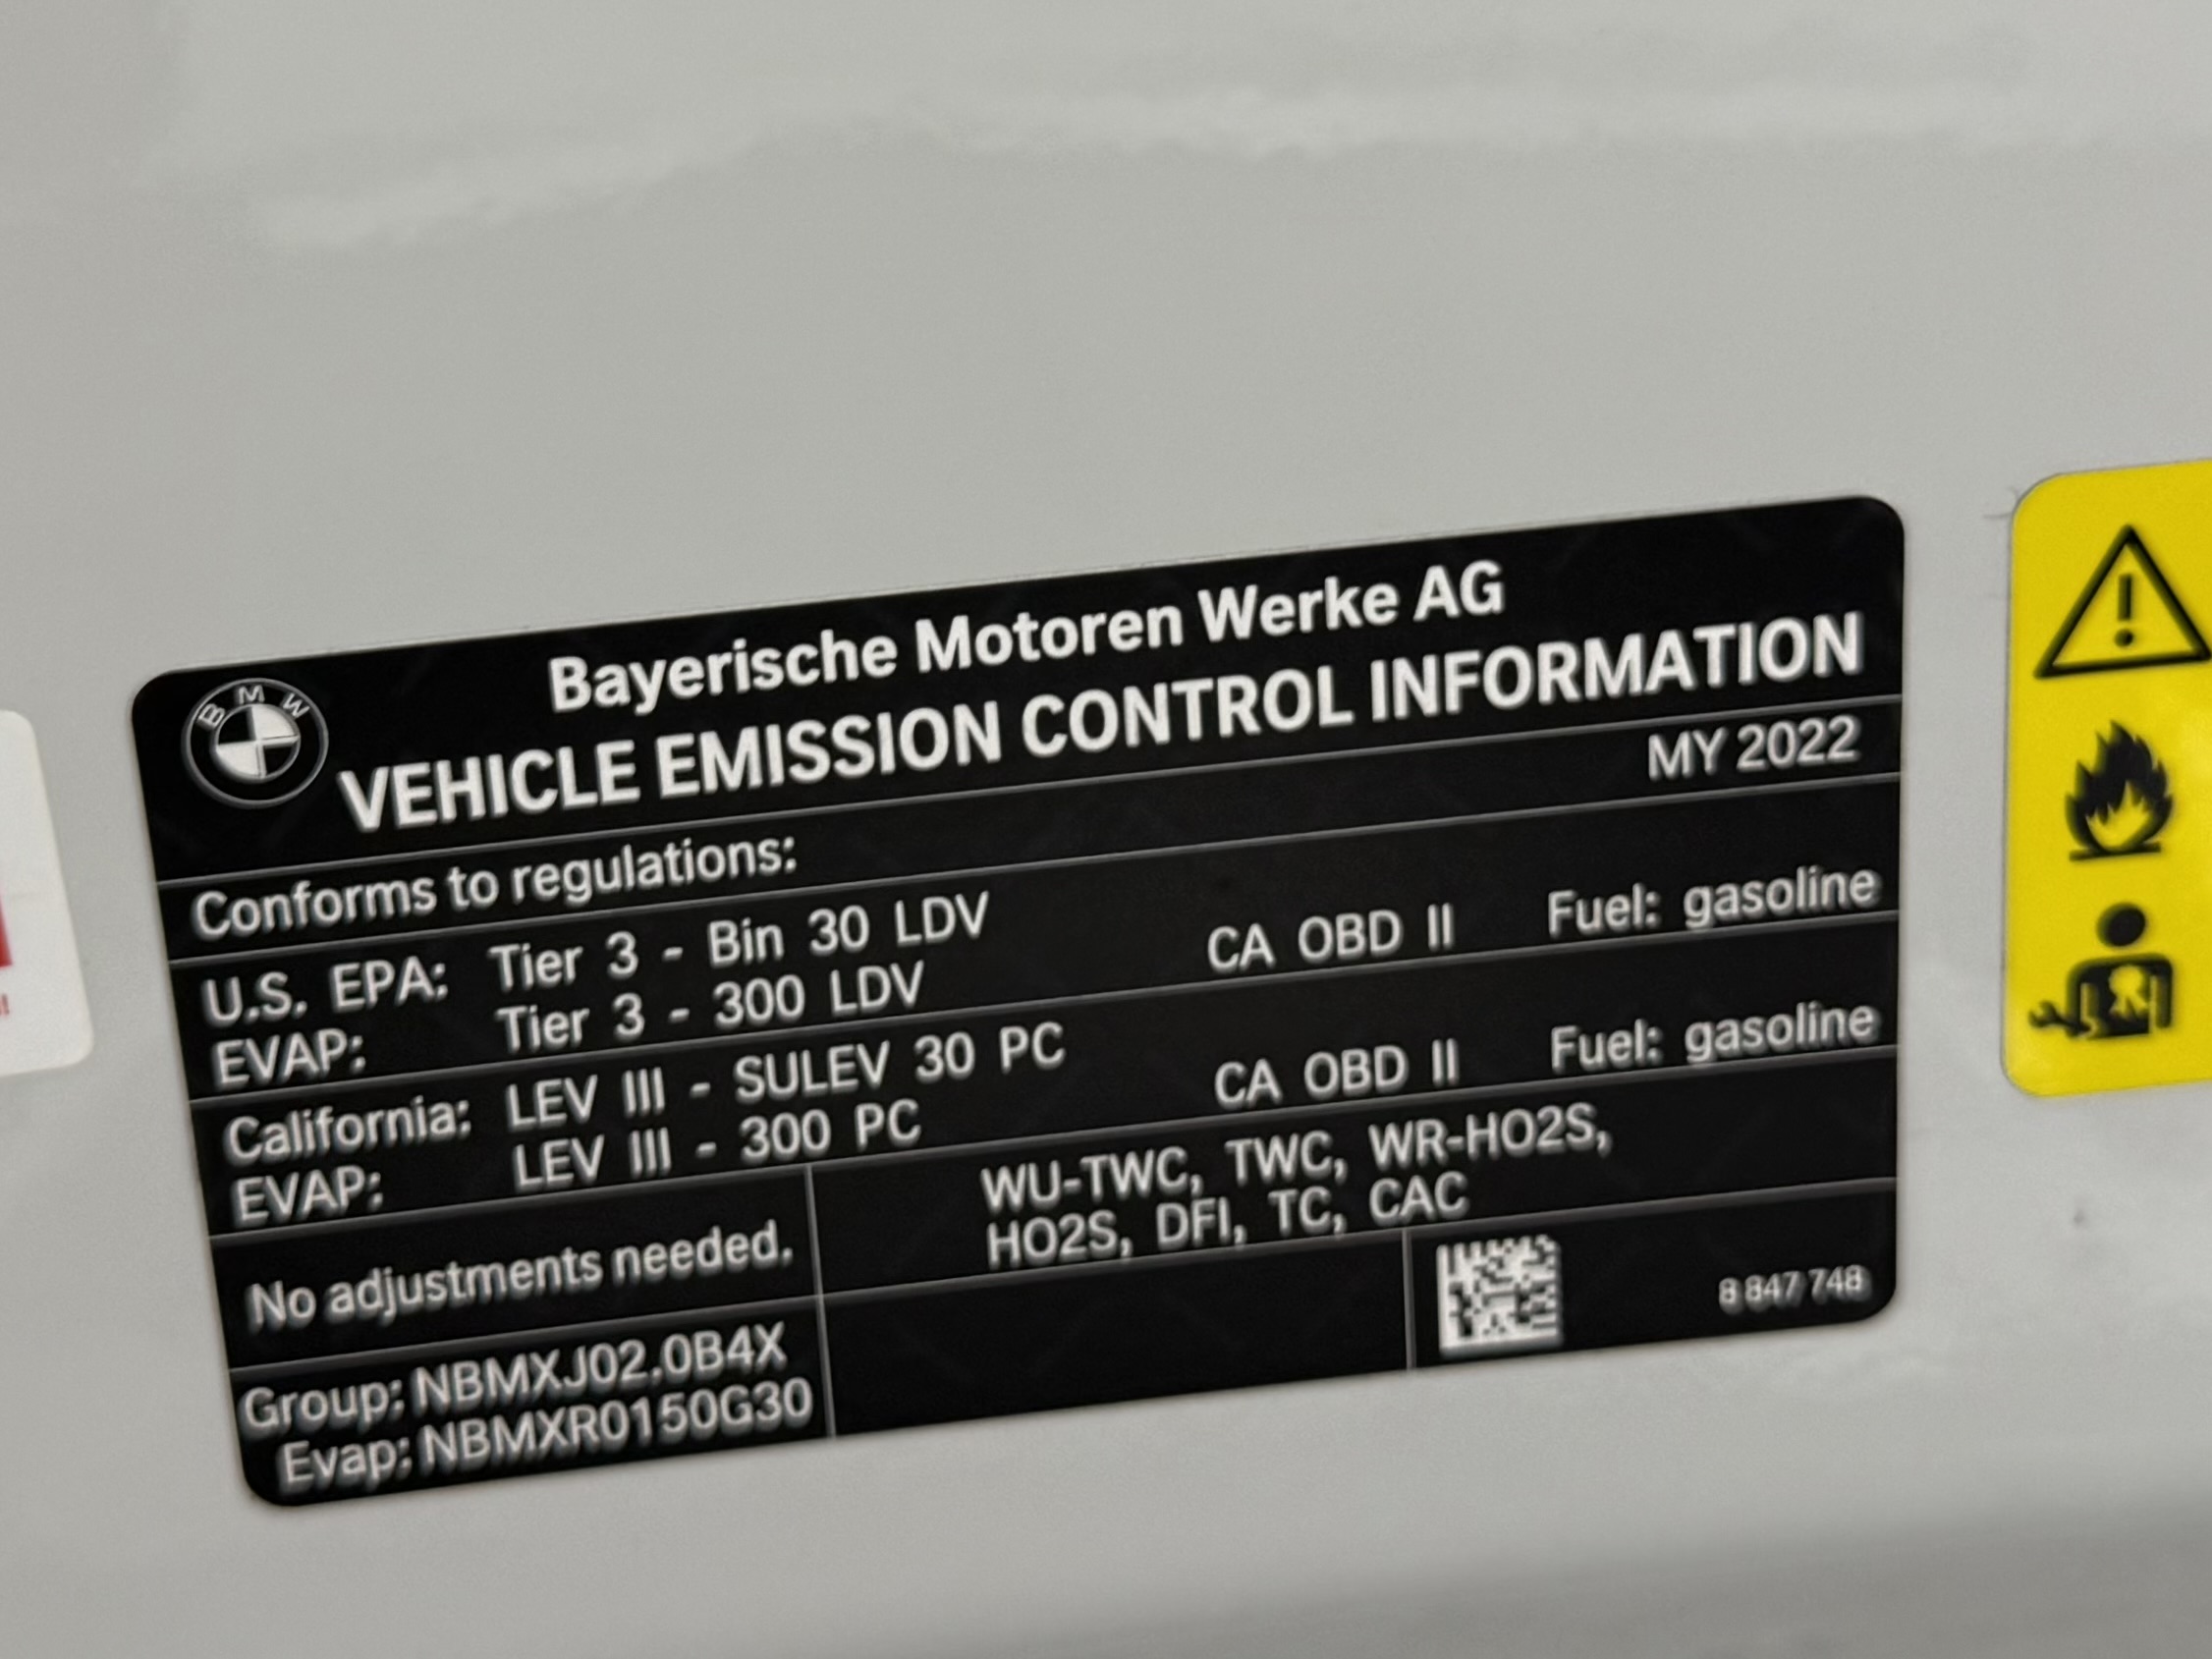 BMW
Bayerische Motoren Werke AG
VEHICLE EMISSION CONTROL INFORMATION
MY 2022
Conforms to regulations:
U.S. EPA: Tier 3 - Bin 30 LDV CA OBD II Fuel: gasoline
EVAP: Tier 3 - 300 LDV
California: LEV III - SULEV 30 PC CA OBD II Fuel: gasoline
EVAP: LEV III - 300 PC
No adjustments needed.
WU-TWC, TWC, WR-HO2S,
HO2S, DFI, TC, CAC
Group: NBMXJ02.0B4X
Evap: NBMXR0150G30
8 847 748